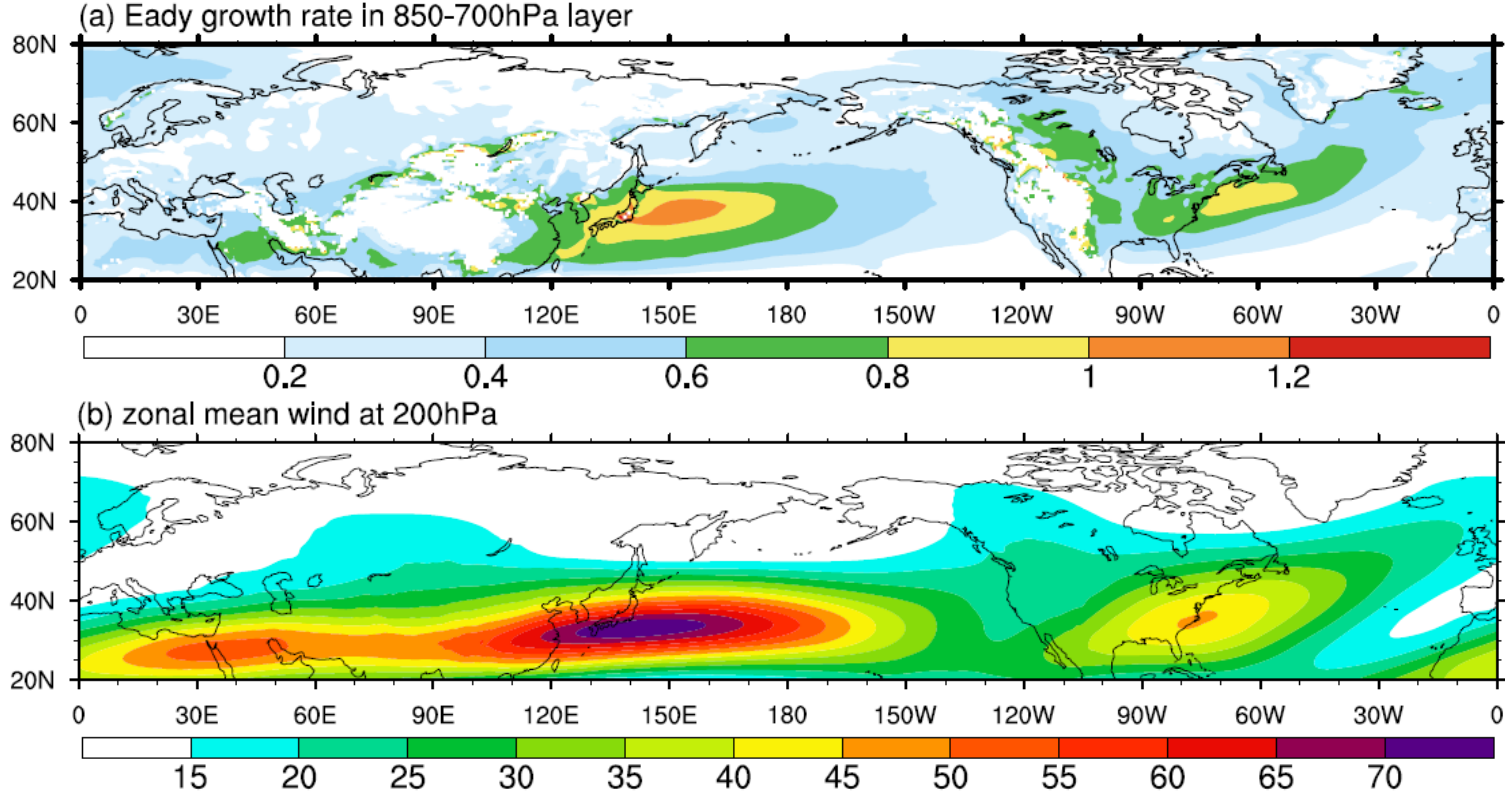 (a) Eady growth rate in 850-700hPa layer
80N
60N
40N
20N
0 30E 60E 90E 120E 150E 180 150W 120W 90W 60W 30W 0
0.2 0.4 0.6 0.8 1 1.2
(b) zonal mean wind at 200hPa
80N
60N
40N
20N
0 30E 60E 90E 120E 150E 180 150W 120W 90W 60W 30W 0
15 20 25 30 35 40 45 50 55 60 65 70